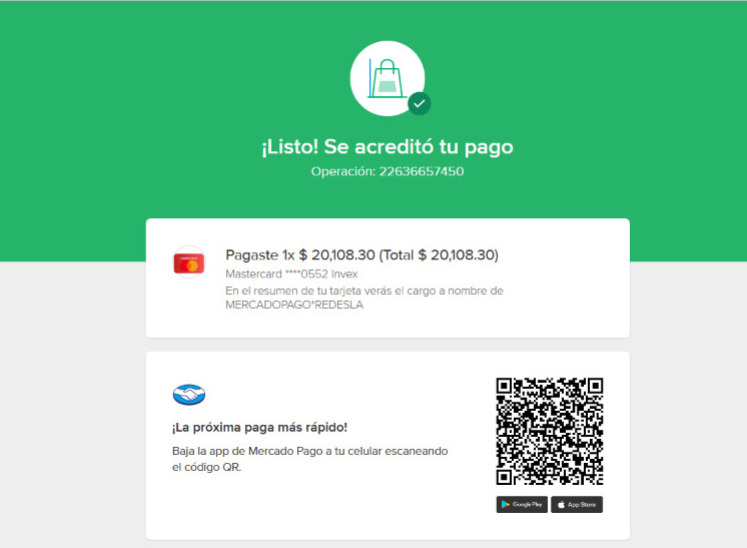 ¡Listo! Se acreditó tu pago
Operación: 22636657450
Pagaste 1x $ 20,108.30 (Total $ 20,108.30)
Mastercard ****0552 Invex
En el resumen de tu tarjeta verás el cargo a nombre de
MERCADOPAGO*REDESLA
¡La próxima paga más rápido!
Baja la app de Mercado Pago a tu celular escaneando
el código QR.
Google Play
App Store